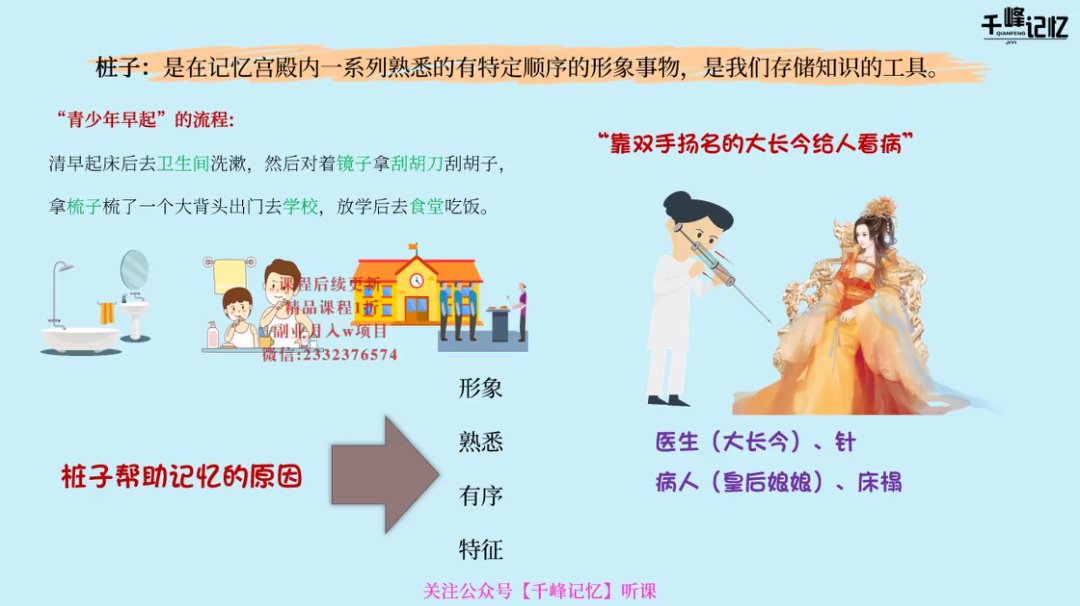 千峰记忆
QIANFENG
JIYI
桩子：是在记忆宫殿内一系列熟悉的有特定顺序的形象事物，是我们存储知识的工具。
“青少年早起”的流程：
清早起床后去卫生间洗漱，然后对着镜子拿刮胡刀刮胡子，
拿梳子梳了一个大背头出门去学校，放学后去食堂吃饭。
“靠双手扬名的大长今给人看病”
课程后续更新
精品课程1折
副业月入w项目
微信:2332376574
形象
熟悉
有序
特征
桩子帮助记忆的原因
医生（大长今）、针
病人（皇后娘娘）、床榻
关注公众号【千峰记忆】听课